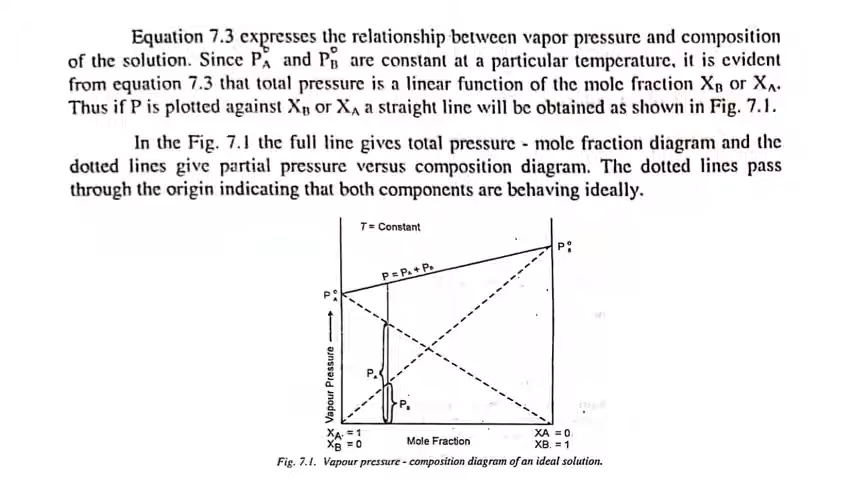 Equation 7.3 expresses the relationship between vapor pressure and composition
of the solution. Since P°A and P°B are constant at a particular temperature, it is evident
from equation 7.3 that total pressure is a linear function of the mole fraction XB or XA.
Thus if P is plotted against XB or XA a straight line will be obtained as shown in Fig. 7.1.
In the Fig. 7.1 the full line gives total pressure - mole fraction diagram and the
dotted lines give partial pressure versus composition diagram. The dotted lines pass
through the origin indicating that both components are behaving ideally.
T = Constant
P°B
P = PA + PB
P°A
Vapour Pressure
PA
PB
XA = 1
XB = 0
Mole Fraction
XA = 0
XB = 1
Fig. 7.1. Vapour pressure - composition diagram of an ideal solution.